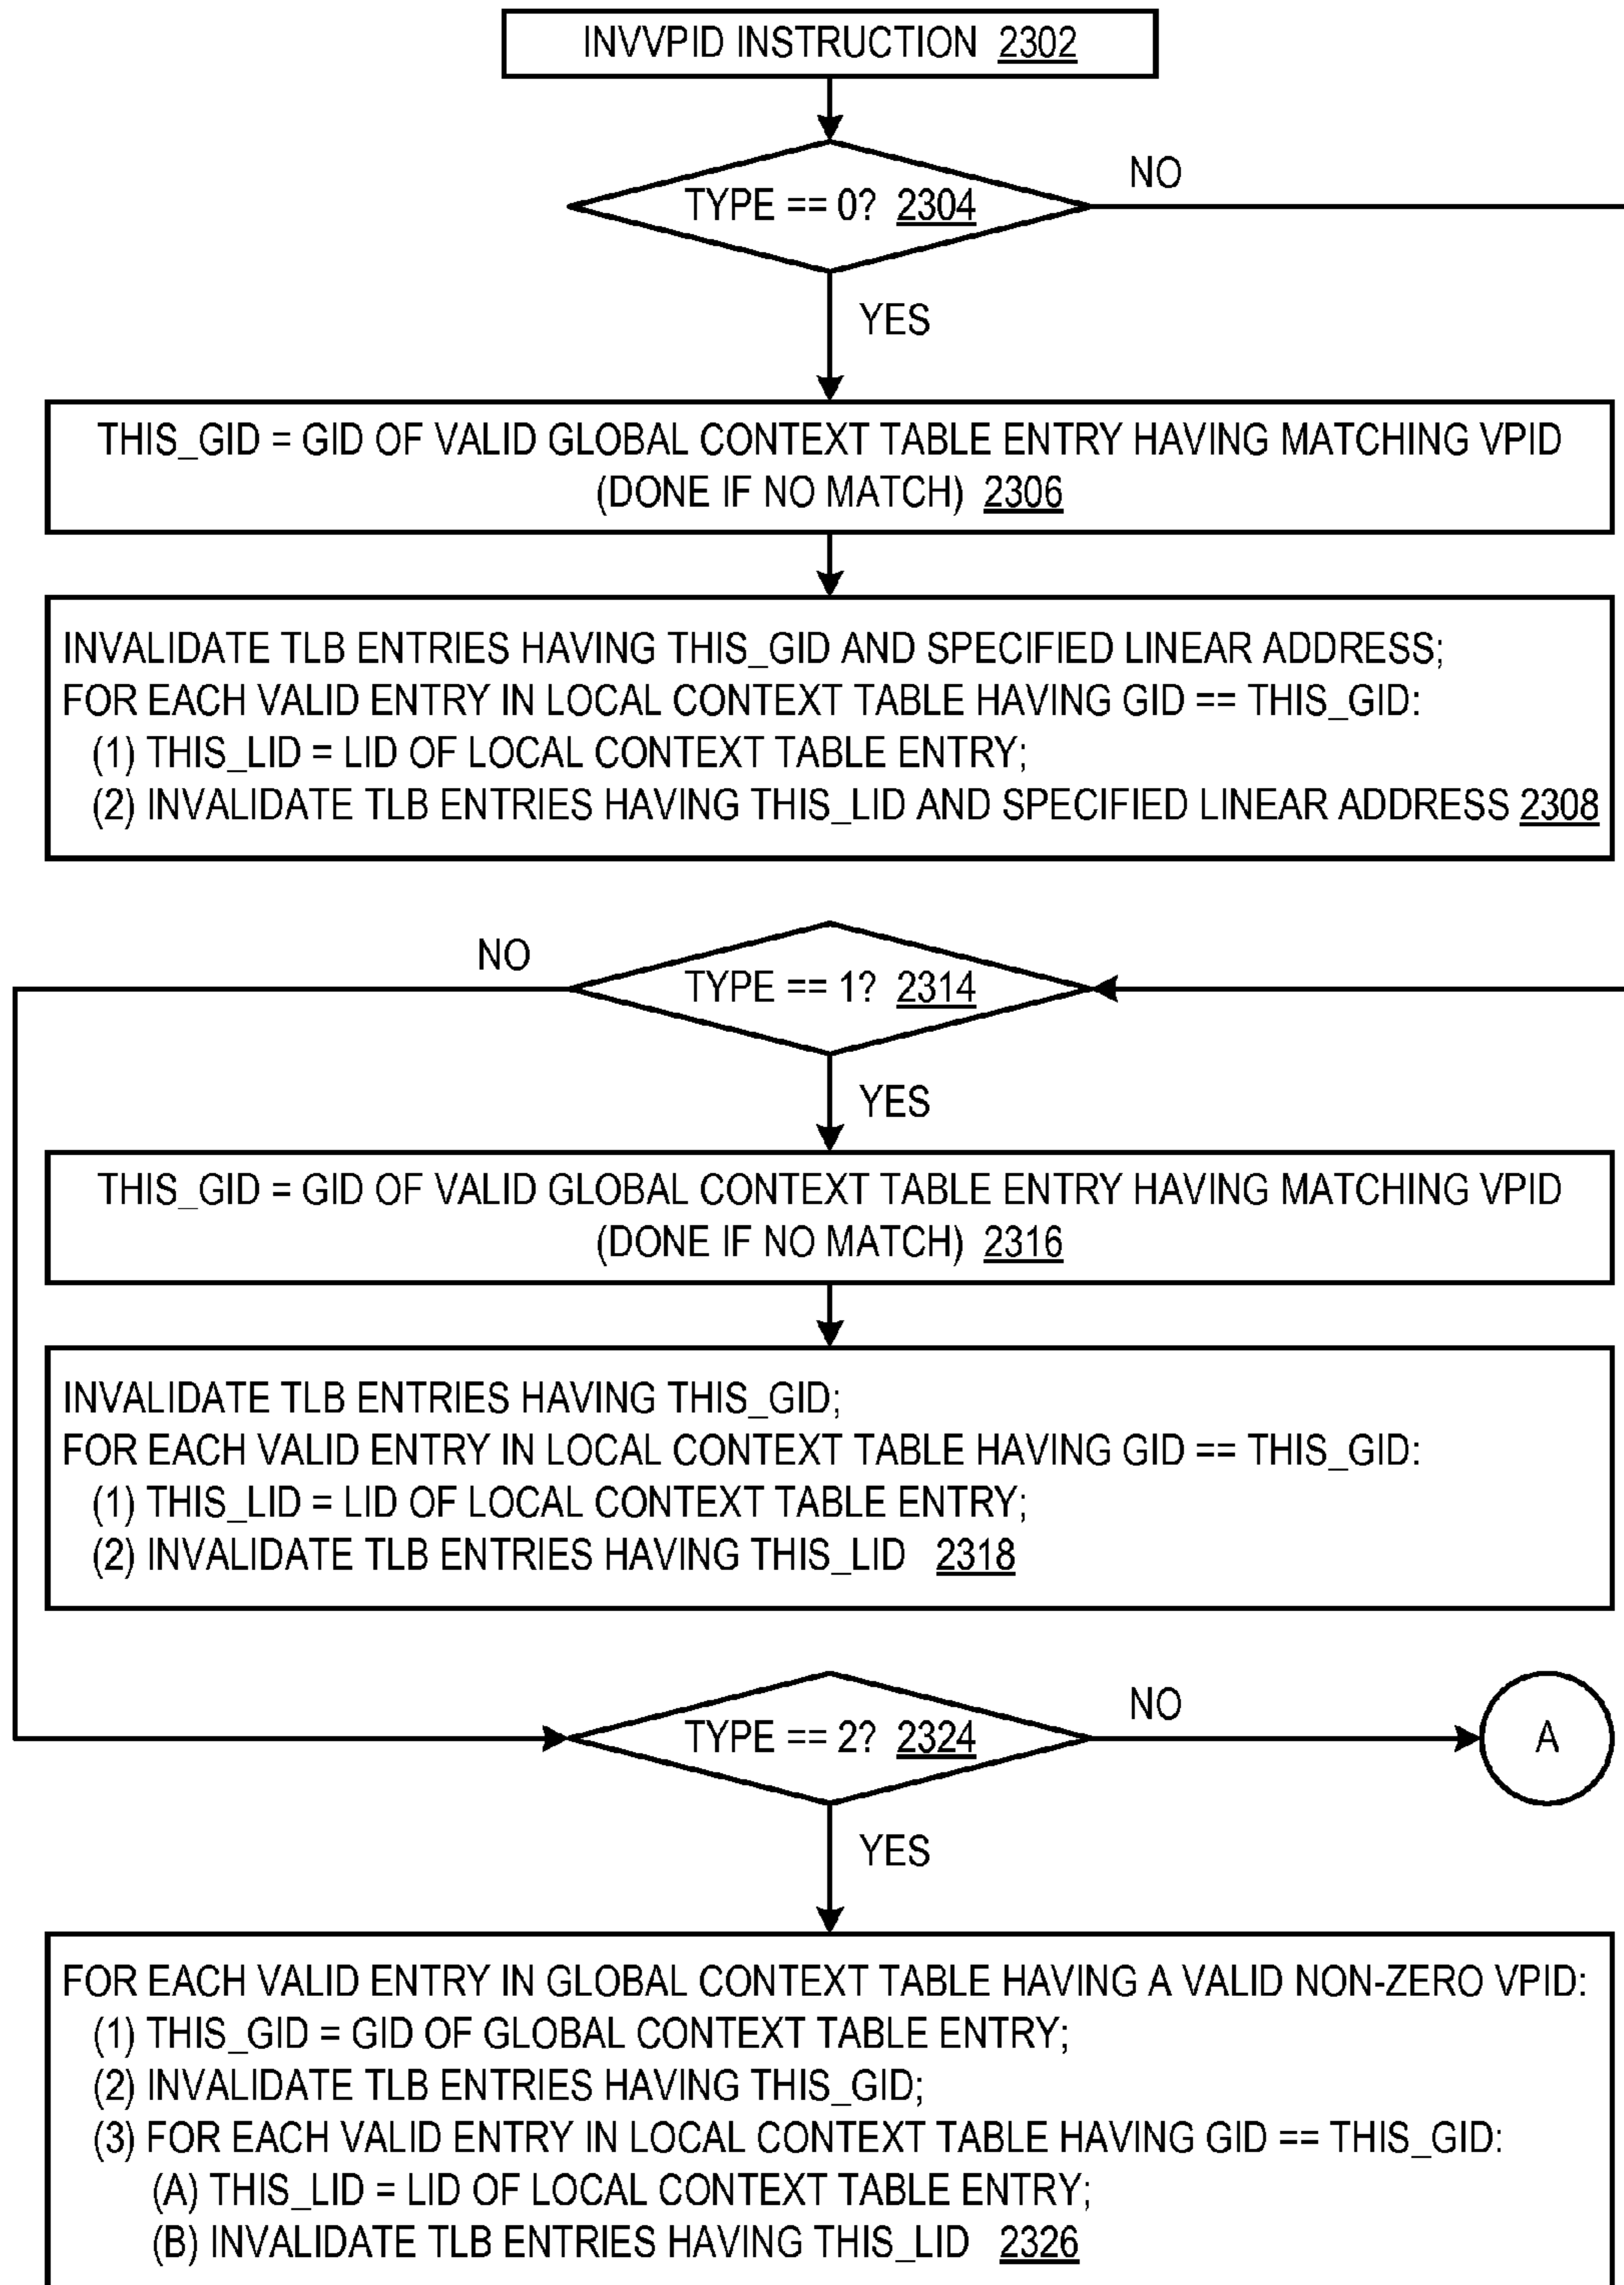 INVVPID INSTRUCTION 2302
TYPE == 0? 2304
NO
YES
THIS_GID = GID OF VALID GLOBAL CONTEXT TABLE ENTRY HAVING MATCHING VPID
(DONE IF NO MATCH) 2306
INVALIDATE TLB ENTRIES HAVING THIS_GID AND SPECIFIED LINEAR ADDRESS;
FOR EACH VALID ENTRY IN LOCAL CONTEXT TABLE HAVING GID == THIS_GID:
(1) THIS_LID = LID OF LOCAL CONTEXT TABLE ENTRY;
(2) INVALIDATE TLB ENTRIES HAVING THIS_LID AND SPECIFIED LINEAR ADDRESS 2308
NO
TYPE == 1? 2314
YES
THIS_GID = GID OF VALID GLOBAL CONTEXT TABLE ENTRY HAVING MATCHING VPID
(DONE IF NO MATCH) 2316
INVALIDATE TLB ENTRIES HAVING THIS_GID;
FOR EACH VALID ENTRY IN LOCAL CONTEXT TABLE HAVING GID == THIS_GID:
(1) THIS_LID = LID OF LOCAL CONTEXT TABLE ENTRY;
(2) INVALIDATE TLB ENTRIES HAVING THIS_LID 2318
TYPE == 2? 2324
NO
A
YES
FOR EACH VALID ENTRY IN GLOBAL CONTEXT TABLE HAVING A VALID NON-ZERO VPID:
(1) THIS_GID = GID OF GLOBAL CONTEXT TABLE ENTRY;
(2) INVALIDATE TLB ENTRIES HAVING THIS_GID;
(3) FOR EACH VALID ENTRY IN LOCAL CONTEXT TABLE HAVING GID == THIS_GID:
(A) THIS_LID = LID OF LOCAL CONTEXT TABLE ENTRY;
(B) INVALIDATE TLB ENTRIES HAVING THIS_LID 2326